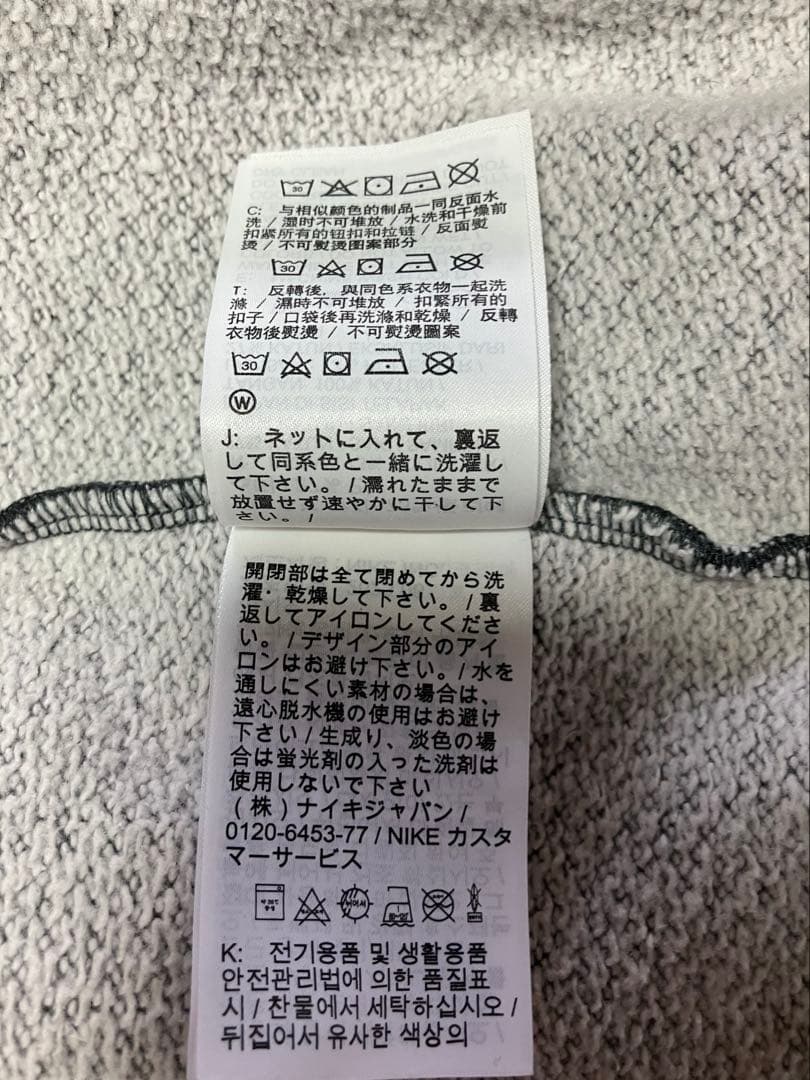 30
C: 与相似颜色的制品一同反面水
洗 / 湿时不可堆放 / 水洗和干燥前
扣紧所有的钮扣和拉链 / 反面熨
烫 / 不可熨烫图案部分
30
T: 反轉後，與同色系衣物一起洗
滌 / 濕時不可堆放 / 扣緊所有的
扣子 / 口袋後再洗滌和乾燥 / 反轉
衣物後熨燙 / 不可熨燙圖案
30
W
J: ネットに入れて、裏返
して同系色と一緒に洗濯し
て下さい。 / 濡れたままで
放置せず速やかに干して下
さい。 /
開閉部は全て閉めてから洗
濯・乾燥して下さい。 / 裏
返してアイロンしてくださ
い。 / デザイン部分のアイ
ロンはお避け下さい。 / 水を
通しにくい素材の場合は、
遠心脱水機の使用はお避け
下さい / 生成り、淡色の場
合は蛍光剤の入った洗剤は
使用しないで下さい
(株) ナイキジャパン /
0120-6453-77 / NIKE カスタ
マーサービス
K: 전기용품 및 생활용품
안전관리법에 의한 품질표
시 / 찬물에서 세탁하십시오 /
뒤집어서 유사한 색상의